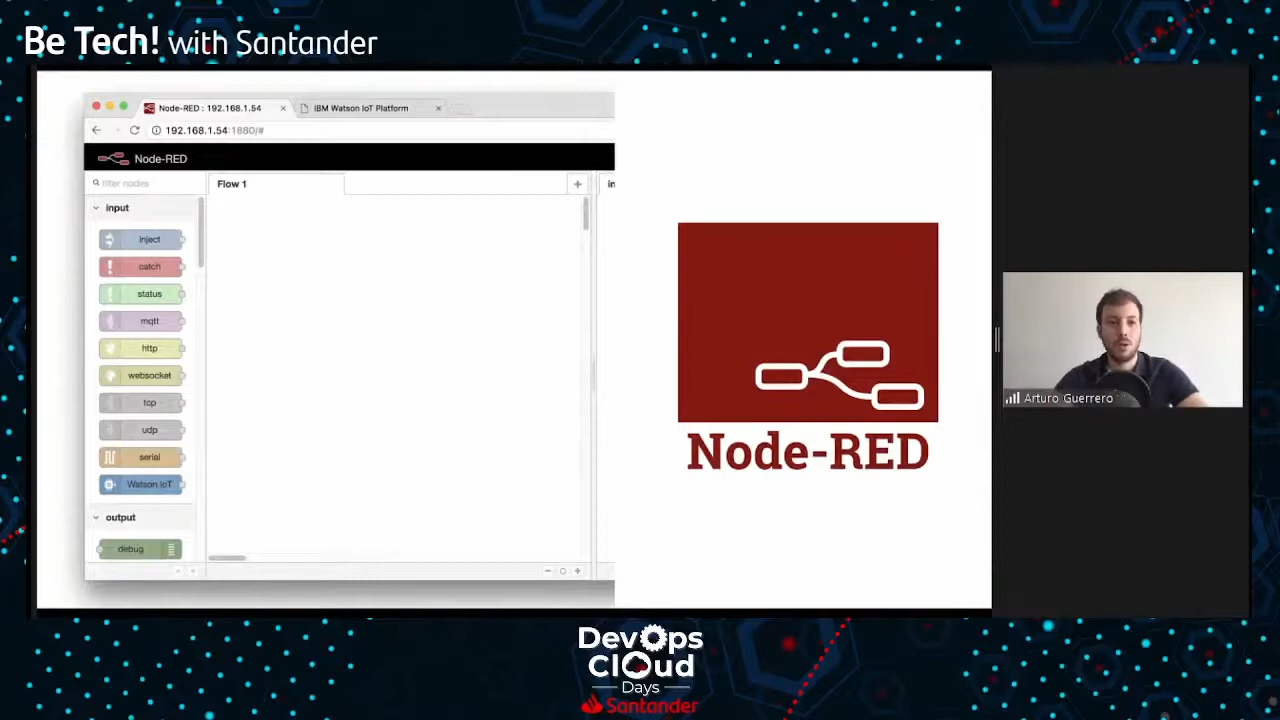 Be Tech! with Santander
Node-RED : 192.168.1.54
IBM Watson IoT Platform
192.168.1.54:1880/#
Node-RED
filter nodes
Flow 1
input
inject
catch
status
mqtt
http
websocket
tcp
udp
serial
Watson IoT
output
debug
Node-RED
Arturo Guerrero
DevOps
Cloud
Days
Santander